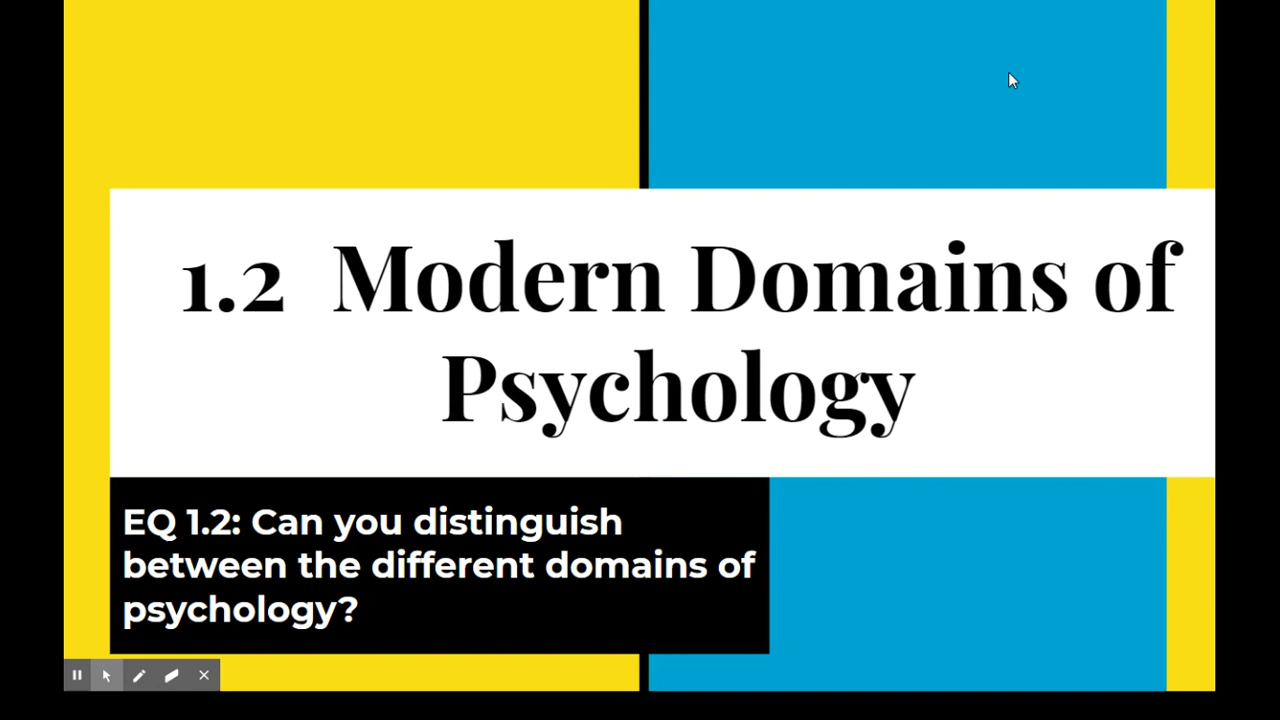 1.2 Modern Domains of
Psychology
EQ 1.2: Can you distinguish
between the different domains of
psychology?